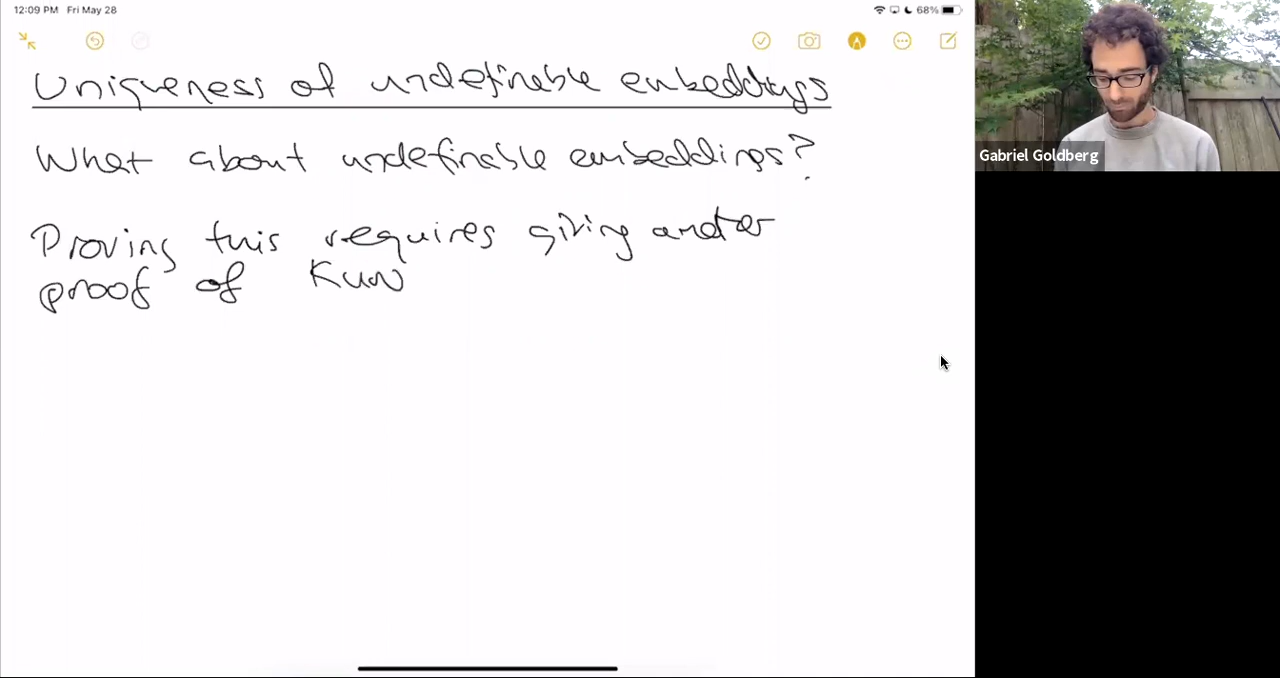 12:09 PM Fri May 28
68%
Uniqueness of undefinable embeddings
What about undefinable embeddings?
Proving this requires giving another
proof of Kun
Gabriel Goldberg